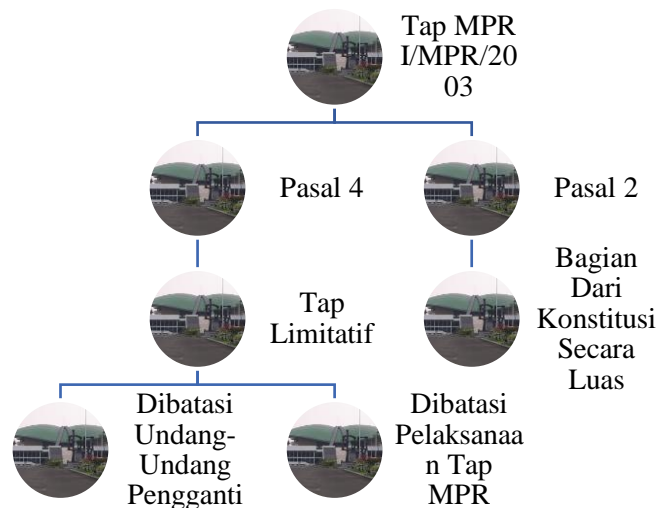 Tap MPR
I/MPR/20
03
Pasal 4
Pasal 2
Tap
Limitatif
Bagian
Dari
Konstitusi
Secara
Luas
Dibatasi
Undang-
Undang
Pengganti
Dibatasi
Pelaksanaa
n Tap
MPR